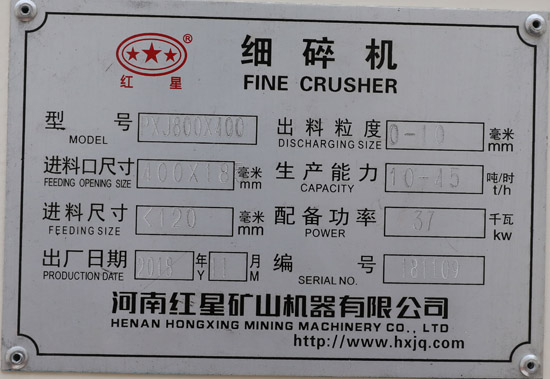 细碎机
FINE CRUSHER
®
红星
型号 PXJ800X400 出料粒度 0-10 毫米
MODEL DISCHARGING SIZE mm
进料口尺寸 毫米 生产能力 10-45 吨/时
FEEDING OPENING SIZE mm CAPACITY t/h
进料尺寸 <120 毫米 配备功率 37 千瓦
FEEDING SIZE mm POWER kw
出厂日期 2018 年 11 月 编号 181109
PRODUCTION DATE Y M SERIAL NO.
河南红星矿山机器有限公司
HENAN HONGXING MINING MACHINERY CO., LTD
http://www.hxjq.com